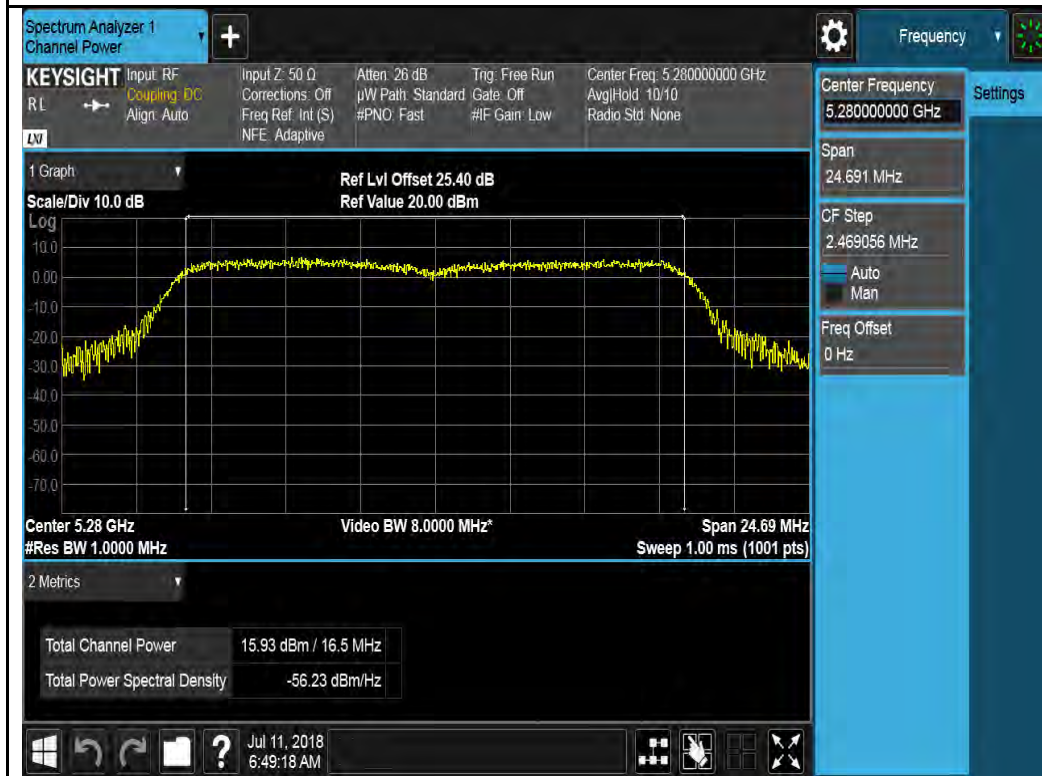 Spectrum Analyzer 1
Channel Power
Frequency
KEYSIGHT
RL
LXI
Input: RF
Coupling: DC
Align: Auto
Input Z: 50 Ω
Corrections: Off
Freq Ref: Int (S)
NFE: Adaptive
Atten: 26 dB
µW Path: Standard
#PNO: Fast
Trig: Free Run
Gate: Off
#IF Gain: Low
Center Freq: 5.280000000 GHz
Avg|Hold: 10/10
Radio Std: None
Center Frequency
5.280000000 GHz
Settings
Span
24.691 MHz
CF Step
2.469056 MHz
Auto
Man
Freq Offset
0 Hz
1 Graph
Scale/Div 10.0 dB
Ref Lvl Offset 25.40 dB
Ref Value 20.00 dBm
Log
10.0
0.00
-10.0
-20.0
-30.0
-40.0
-50.0
-60.0
-70.0
Center 5.28 GHz
#Res BW 1.0000 MHz
Video BW 8.0000 MHz*
Span 24.69 MHz
Sweep 1.00 ms (1001 pts)
2 Metrics
Total Channel Power 15.93 dBm / 16.5 MHz
Total Power Spectral Density -56.23 dBm/Hz
?
Jul 11, 2018
6:49:18 AM